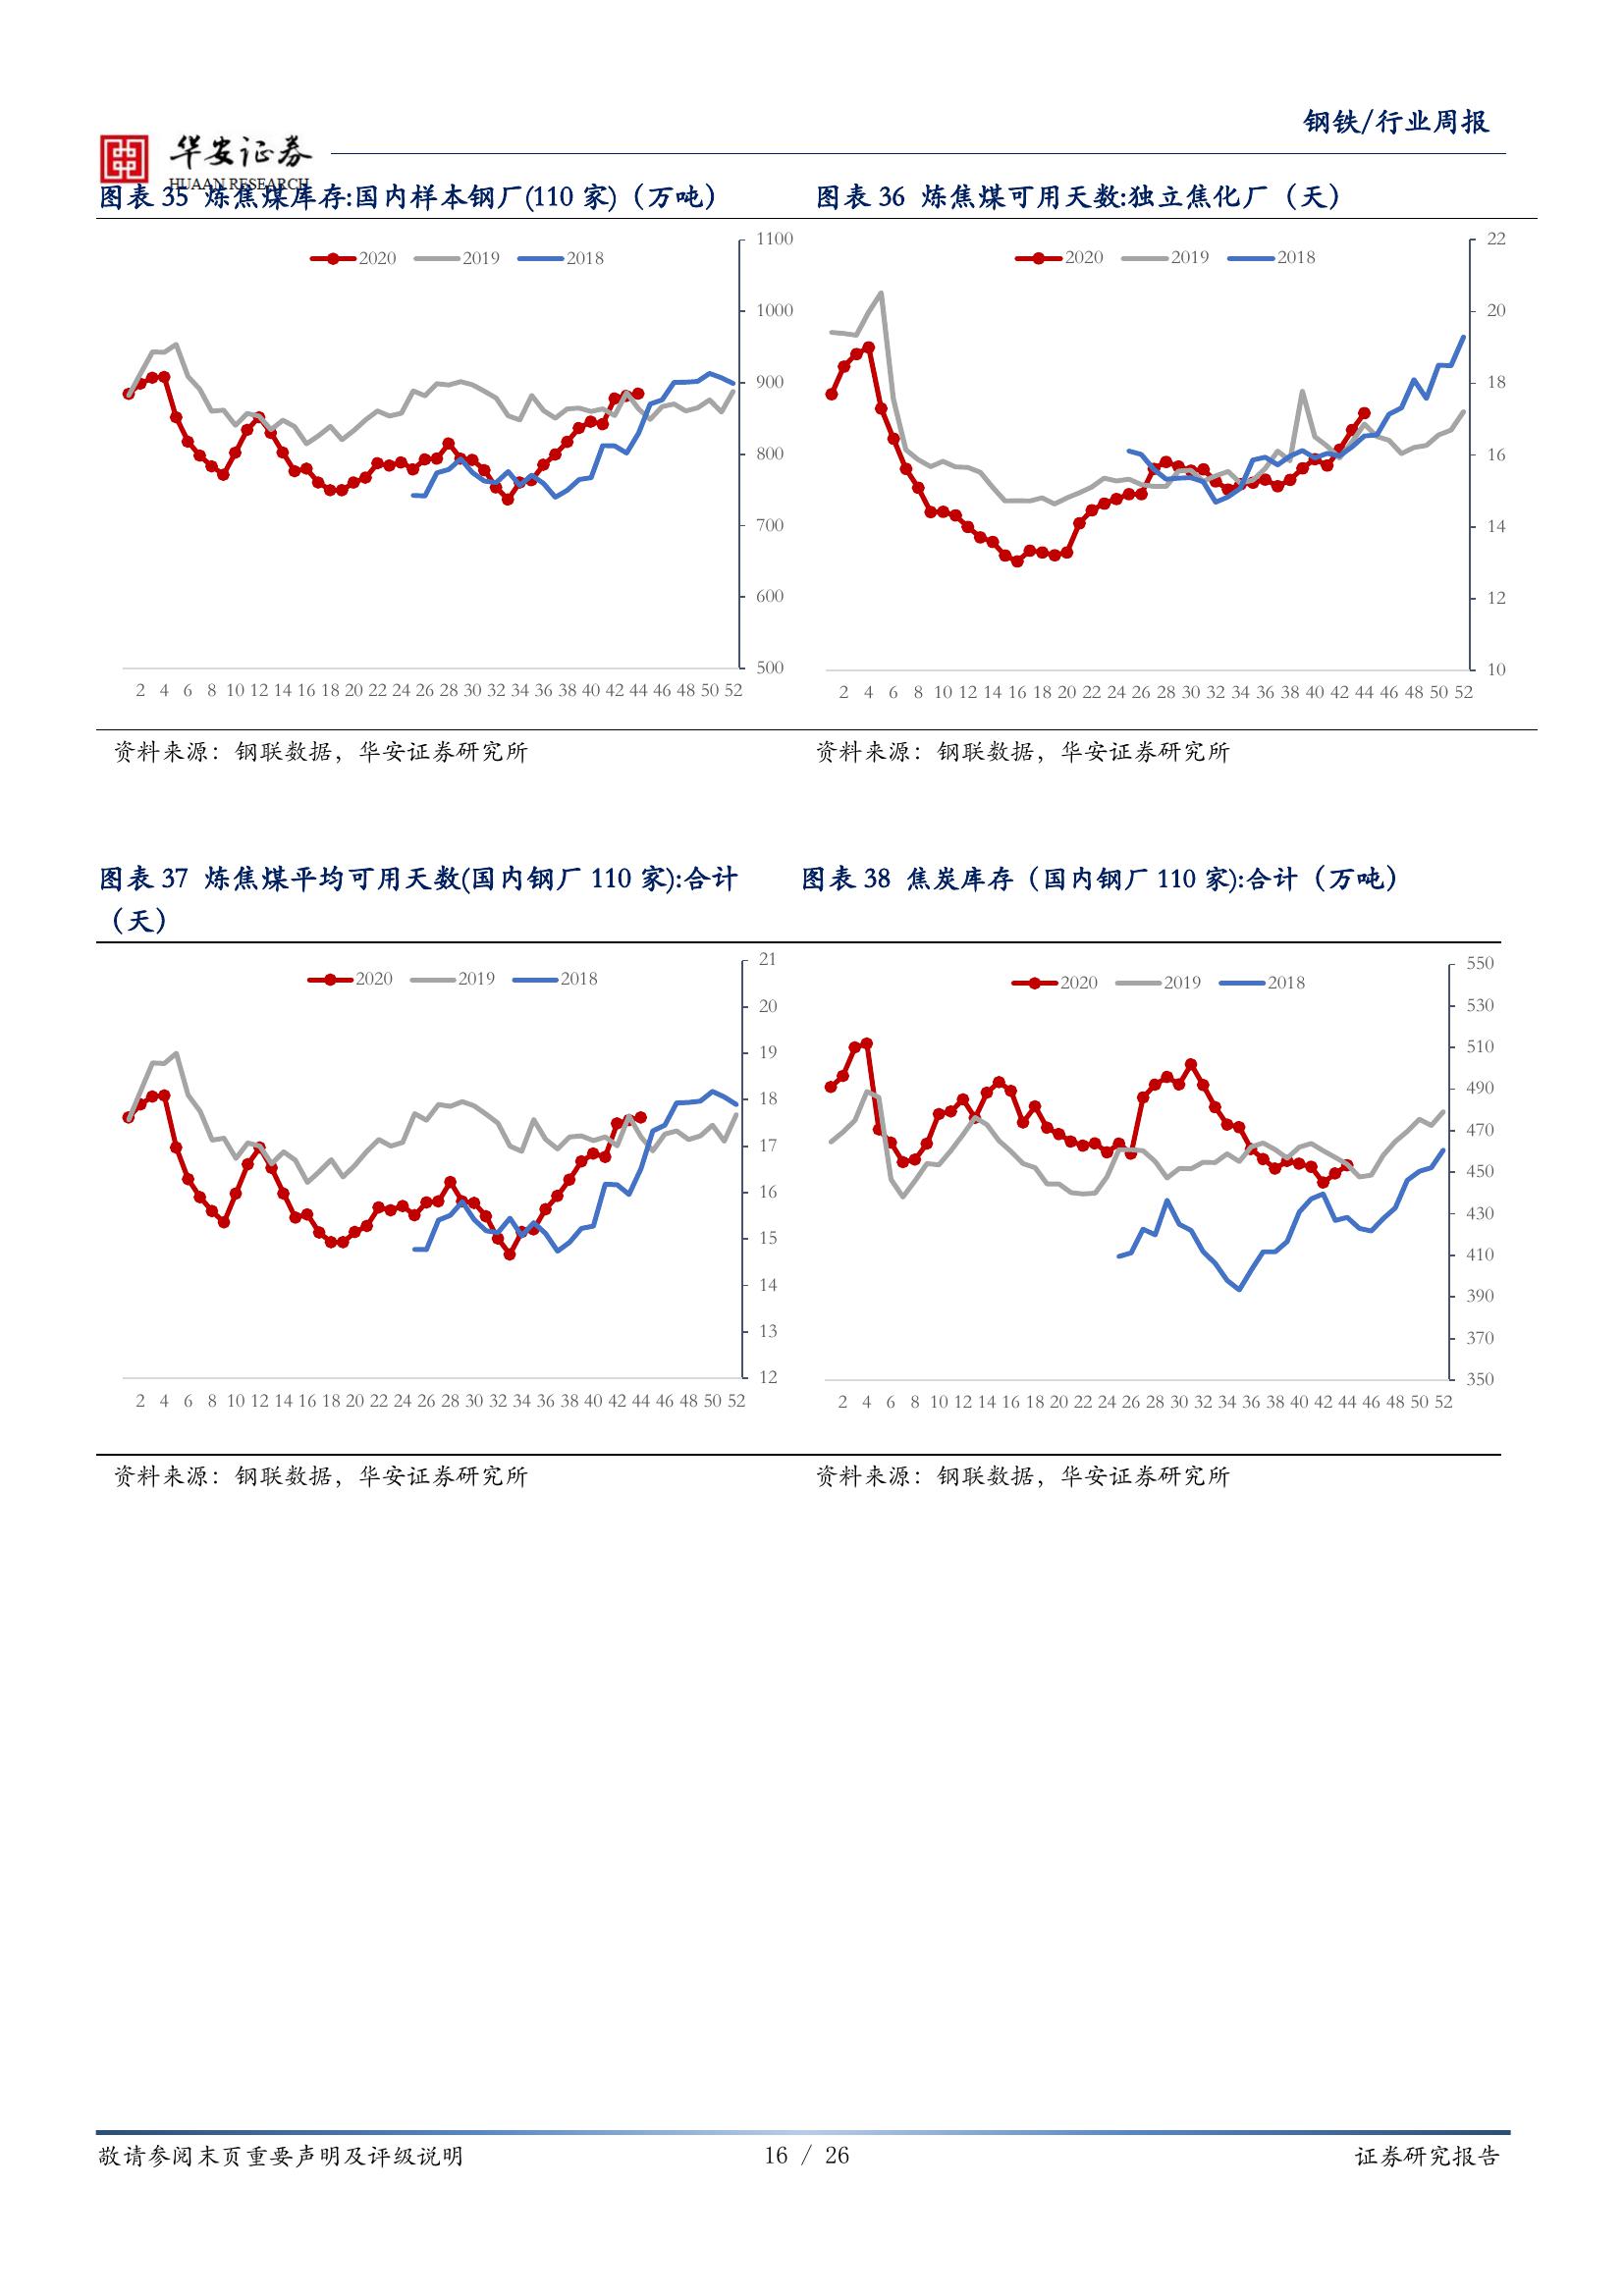 钢铁/行业周报
华安证券
HUAAN RESEARCH
图表 35 炼焦煤库存:国内样本钢厂(110 家)（万吨）
图表 36 炼焦煤可用天数:独立焦化厂（天）
2020 2019 2018
1100
1000
900
800
700
600
500
2 4 6 8 10 12 14 16 18 20 22 24 26 28 30 32 34 36 38 40 42 44 46 48 50 52
2020 2019 2018
22
20
18
16
14
12
10
2 4 6 8 10 12 14 16 18 20 22 24 26 28 30 32 34 36 38 40 42 44 46 48 50 52
资料来源：钢联数据，华安证券研究所
资料来源：钢联数据，华安证券研究所
图表 37 炼焦煤平均可用天数(国内钢厂 110 家):合计
（天）
图表 38 焦炭库存（国内钢厂 110 家):合计（万吨）
2020 2019 2018
21
20
19
18
17
16
15
14
13
12
2 4 6 8 10 12 14 16 18 20 22 24 26 28 30 32 34 36 38 40 42 44 46 48 50 52
2020 2019 2018
550
530
510
490
470
450
430
410
390
370
350
2 4 6 8 10 12 14 16 18 20 22 24 26 28 30 32 34 36 38 40 42 44 46 48 50 52
资料来源：钢联数据，华安证券研究所
资料来源：钢联数据，华安证券研究所
敬请参阅末页重要声明及评级说明
16 / 26
证券研究报告